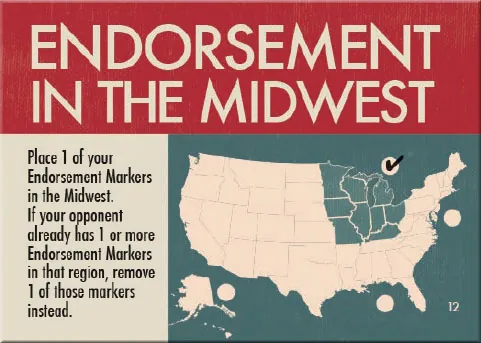 ENDORSEMENT
IN THE MIDWEST
Place 1 of your
Endorsement Markers
in the Midwest.
If your opponent
already has 1 or more
Endorsement Markers
in that region, remove
1 of those markers
instead.
12